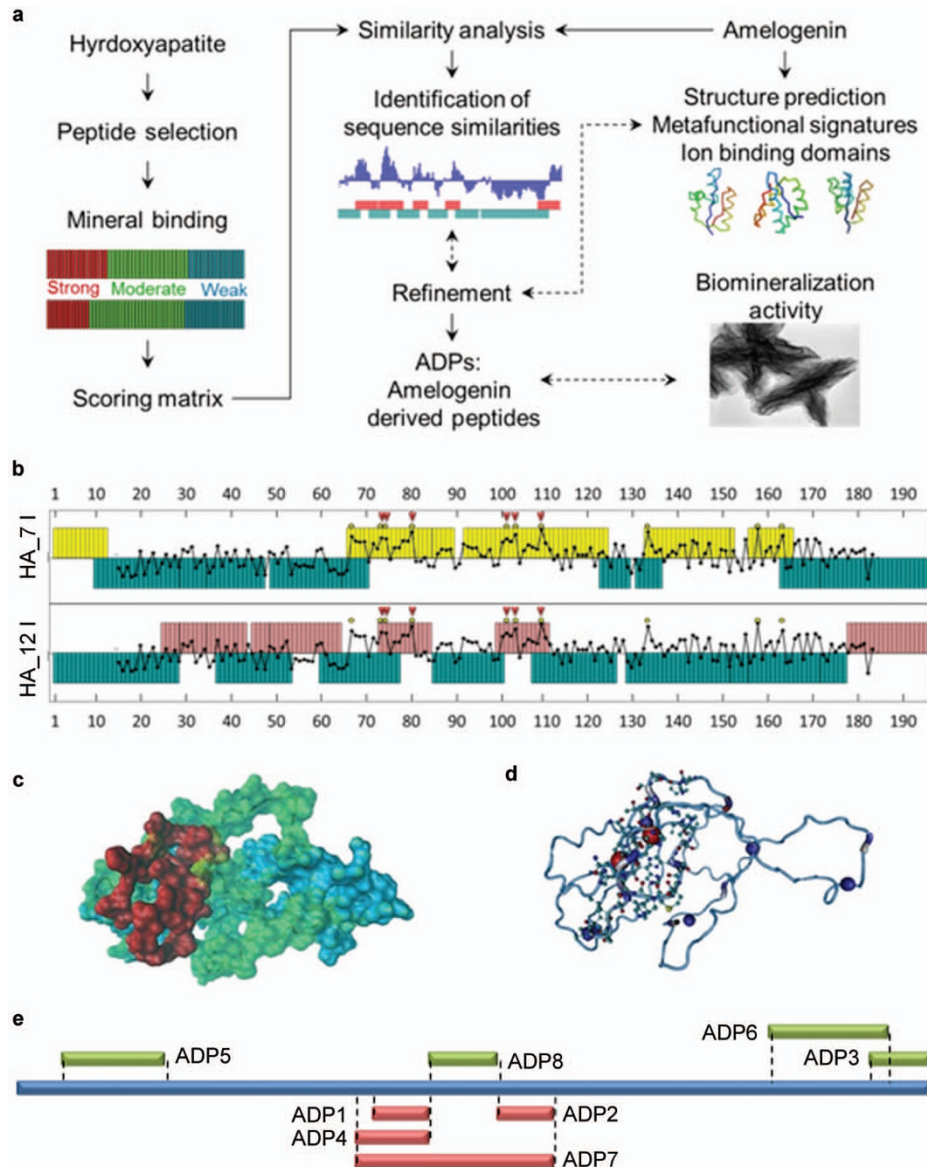 a
Hyrdoxyapatite
Peptide selection
Mineral binding
Strong Moderate Weak
Scoring matrix
Similarity analysis
Identification of
sequence similarities
Refinement
ADPs:
Amelogenin
derived peptides
Amelogenin
Structure prediction
Metafunctional signatures
Ion binding domains
Biomineralization
activity
b
1 10 20 30 40 50 60 70 80 90 100 110 120 130 140 150 160 170 180 190
HA_7 I
HA_12 I
1 10 20 30 40 50 60 70 80 90 100 110 120 130 140 150 160 170 180 190
c
d
e
ADP6
ADP5
ADP8
ADP3
ADP1
ADP2
ADP4
ADP7